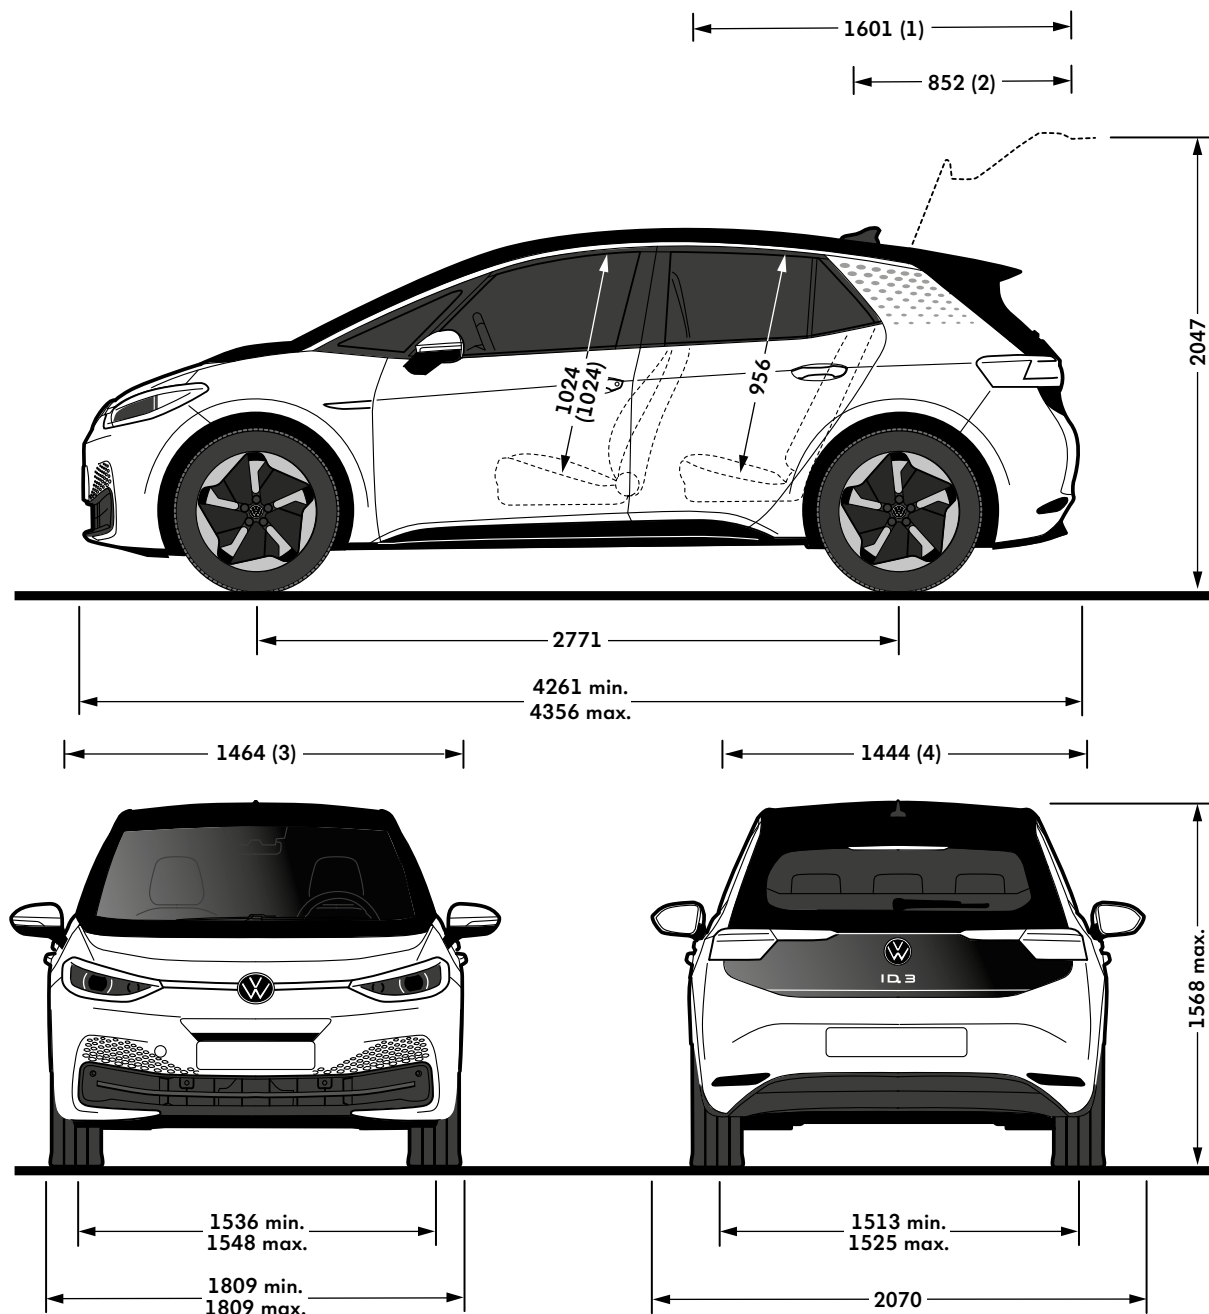 1601 (1)
852 (2)
2047
1024
(1024)
956
2771
4261 min.
4356 max.
1464 (3)
1444 (4)
ID.3
1568 max.
1536 min.
1548 max.
1513 min.
1525 max.
1809 min.
1809 max.
2070